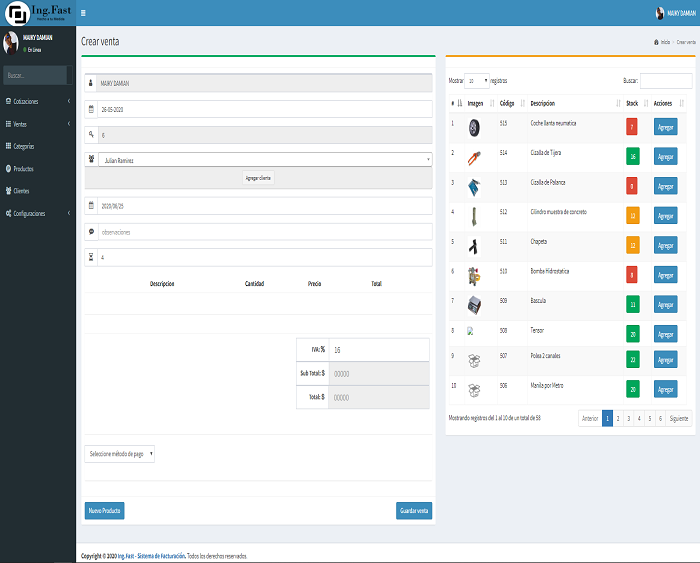 Ing.Fast
MAIKY DAMIAN
MAIKY DAMIAN
En Linea
Buscar...
Cotizaciones
Ventas
Categorías
Productos
Clientes
Configuraciones
Crear venta
Inicio > Crear venta
MAIKY DAMIAN
26-05-2020
6
Julian Ramirez
Agregar cliente
2020/06/25
observaciones
4
Descripcion Cantidad Precio Total
IVA: % 16
Sub Total: $ 00000
Total: $ 00000
Seleccione método de pago
Nuevo Producto Guardar venta
Mostrar 10 registros Buscar:
# Imagen Código Descripcion Stock Acciones
1 515 Coche llanta neumatica 7 Agregar
2 514 Cizalla de Tijera 16 Agregar
3 513 Cizalla de Palanca Agregar
4 512 Cilindro muestra de concreto Agregar
5 511 Chapeta Agregar
6 510 Bomba Hidrostatica Agregar
7 509 Bascula 11 Agregar
8 508 Tensor 20 Agregar
9 507 Polea 2 canales 22 Agregar
10 506 Manila por Metro 20 Agregar
Mostrando registros del 1 al 10 de un total de 58
Anterior 1 2 3 4 5 6 Siguiente
Copyright © 2020 Ing.Fast - Sistema de Facturación. Todos los derechos reservados.